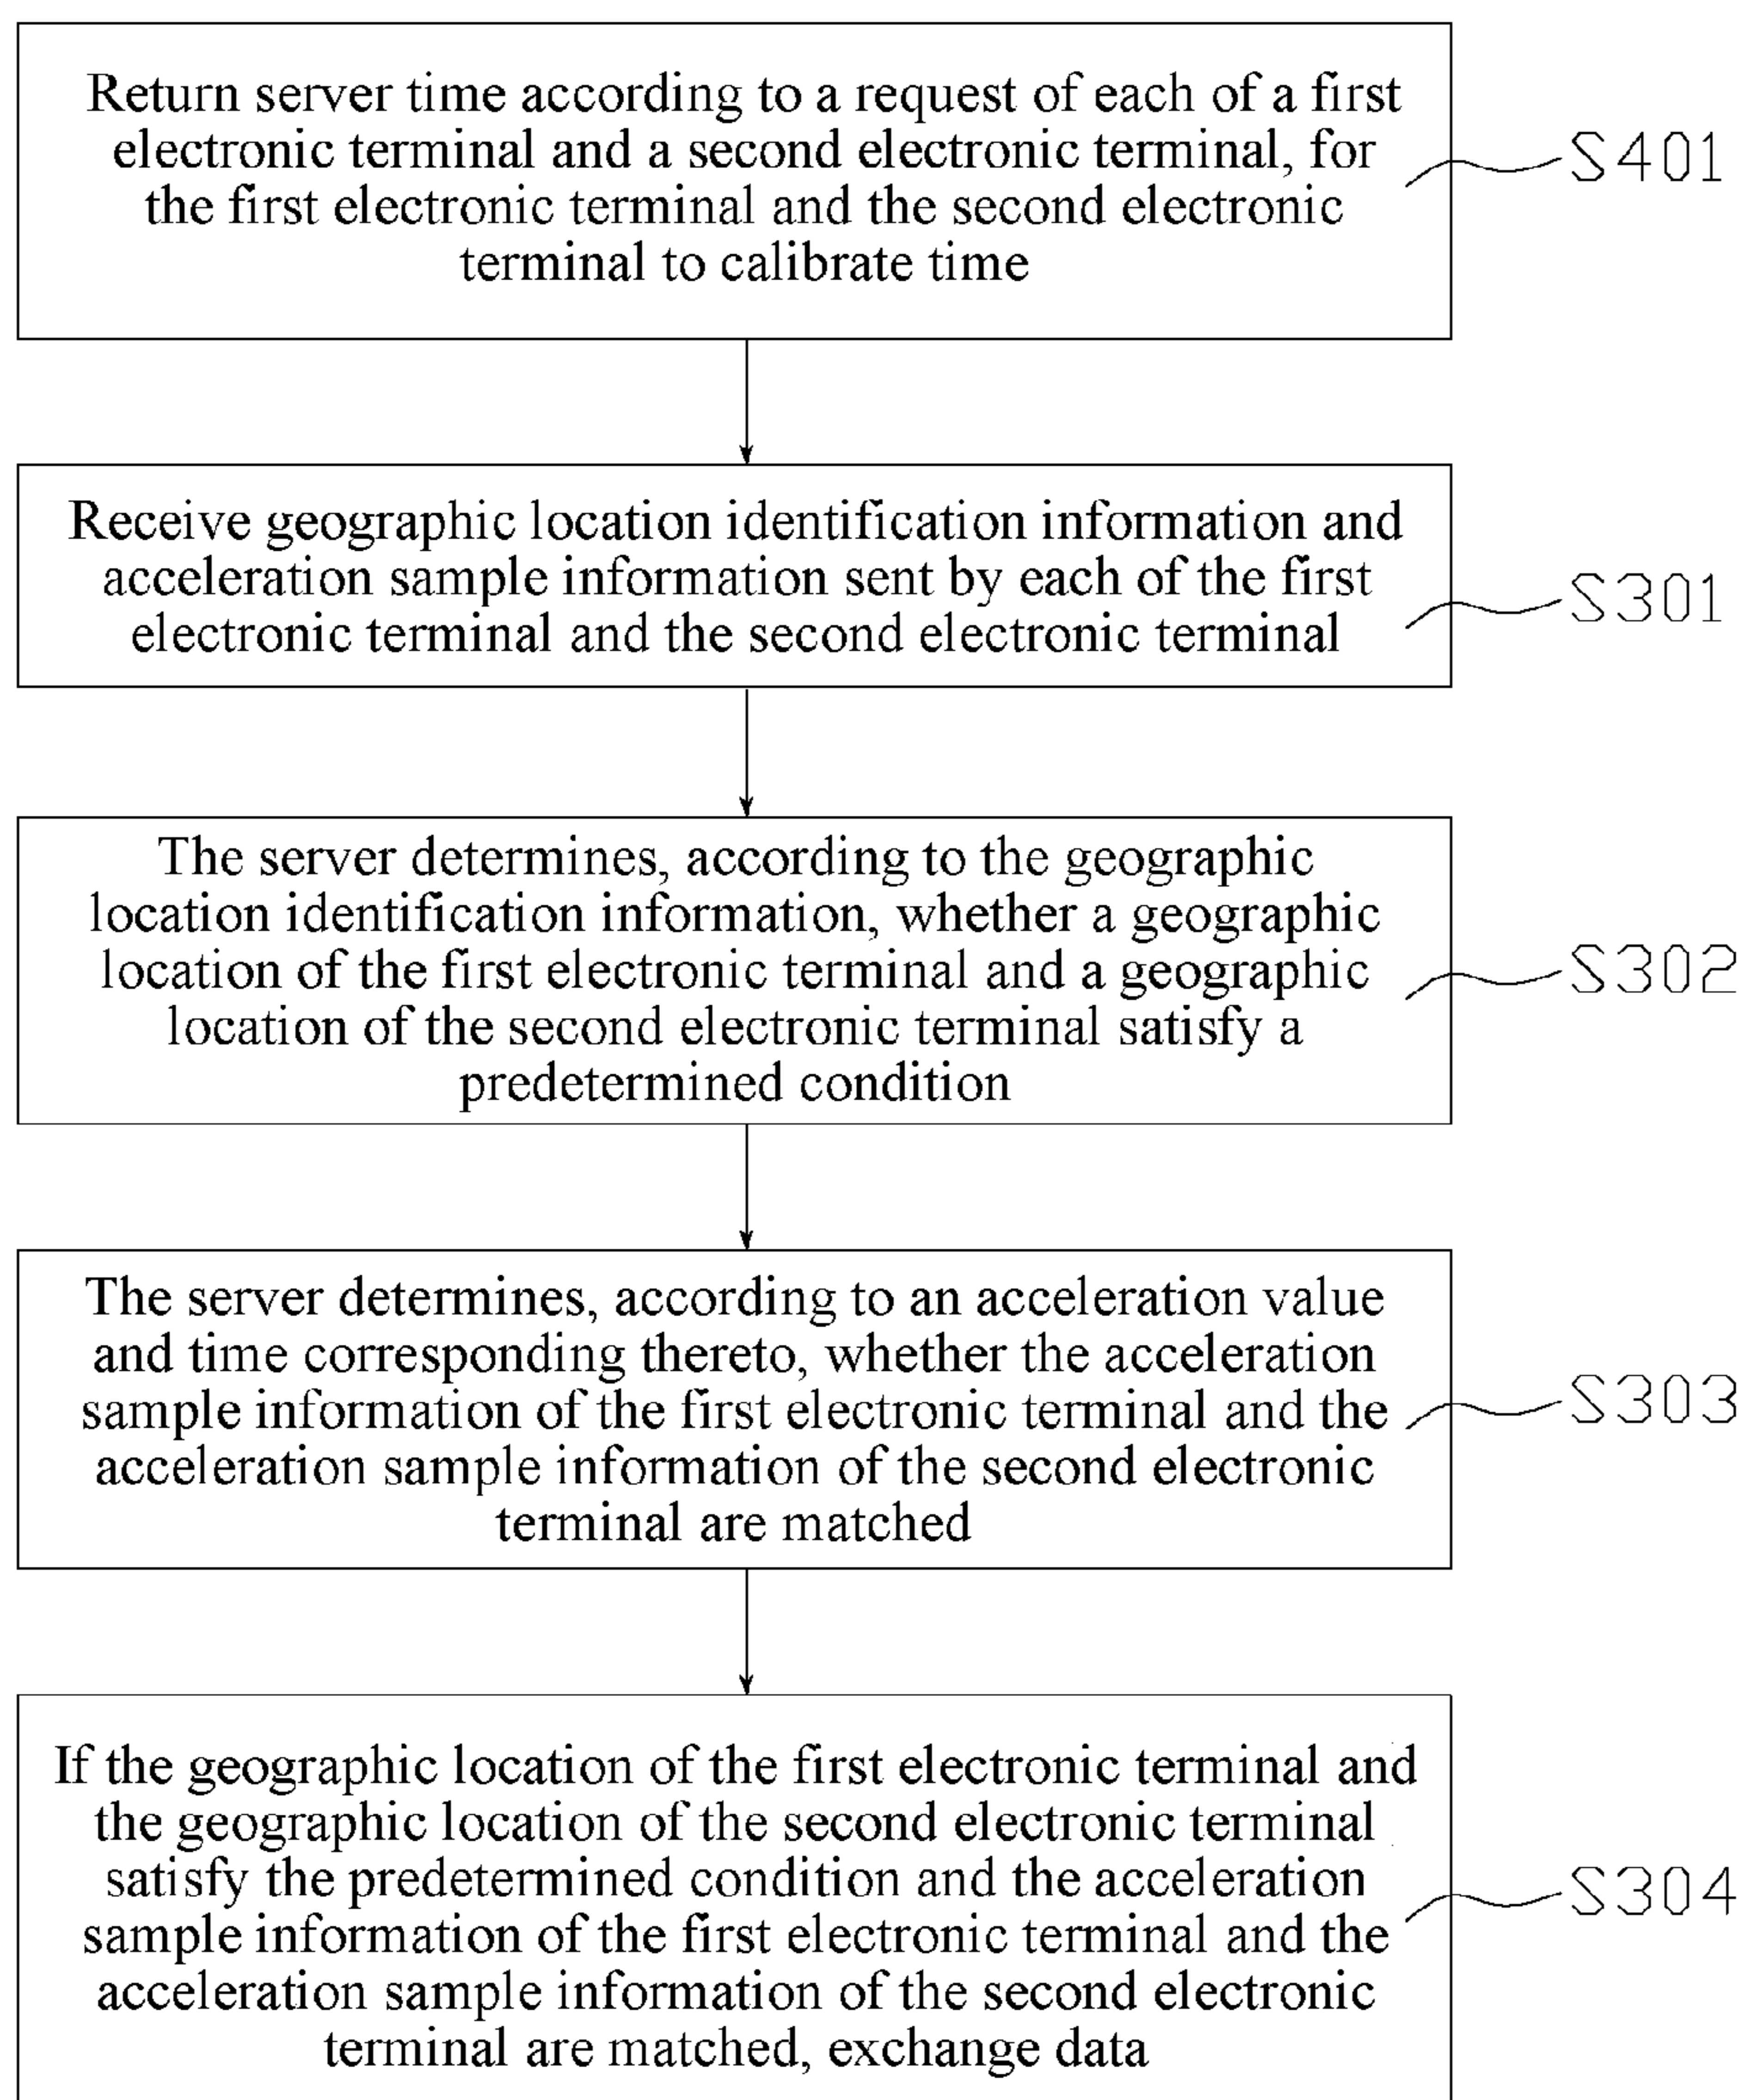 Return server time according to a request of each of a first
electronic terminal and a second electronic terminal, for
the first electronic terminal and the second electronic
terminal to calibrate time
S401
Receive geographic location identification information and
acceleration sample information sent by each of the first
electronic terminal and the second electronic terminal
S301
The server determines, according to the geographic
location identification information, whether a geographic
location of the first electronic terminal and a geographic
location of the second electronic terminal satisfy a
predetermined condition
S302
The server determines, according to an acceleration value
and time corresponding thereto, whether the acceleration
sample information of the first electronic terminal and the
acceleration sample information of the second electronic
terminal are matched
S303
If the geographic location of the first electronic terminal and
the geographic location of the second electronic terminal
satisfy the predetermined condition and the acceleration
sample information of the first electronic terminal and the
acceleration sample information of the second electronic
terminal are matched, exchange data
S304